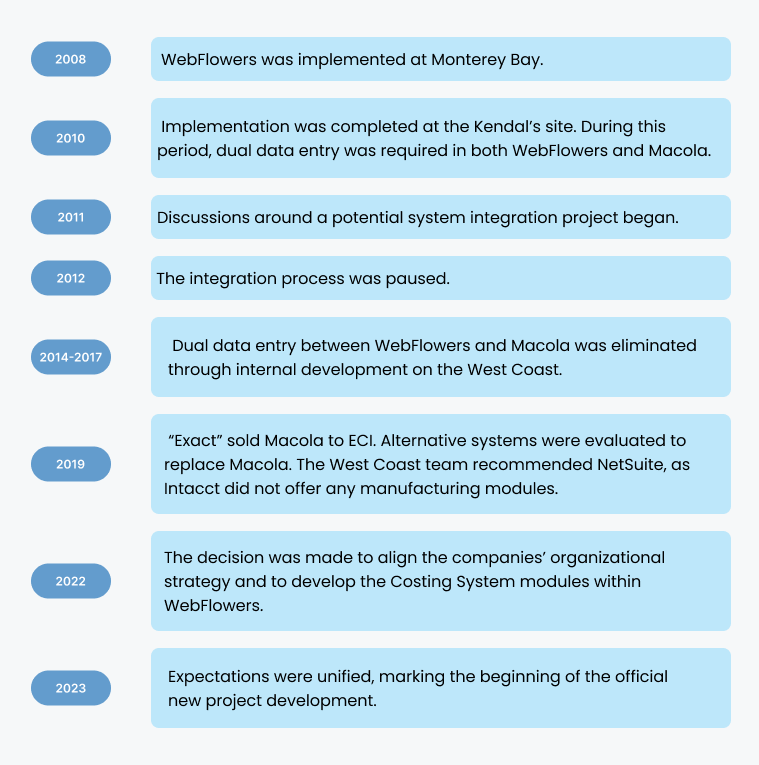 2008
WebFlowers was implemented at Monterey Bay.
2010
Implementation was completed at the Kendal’s site. During this
period, dual data entry was required in both WebFlowers and Macola.
2011
Discussions around a potential system integration project began.
2012
The integration process was paused.
2014-2017
Dual data entry between WebFlowers and Macola was eliminated
through internal development on the West Coast.
2019
“Exact” sold Macola to ECI. Alternative systems were evaluated to
replace Macola. The West Coast team recommended NetSuite, as
Intacct did not offer any manufacturing modules.
2022
The decision was made to align the companies’ organizational
strategy and to develop the Costing System modules within
WebFlowers.
2023
Expectations were unified, marking the beginning of the official
new project development.